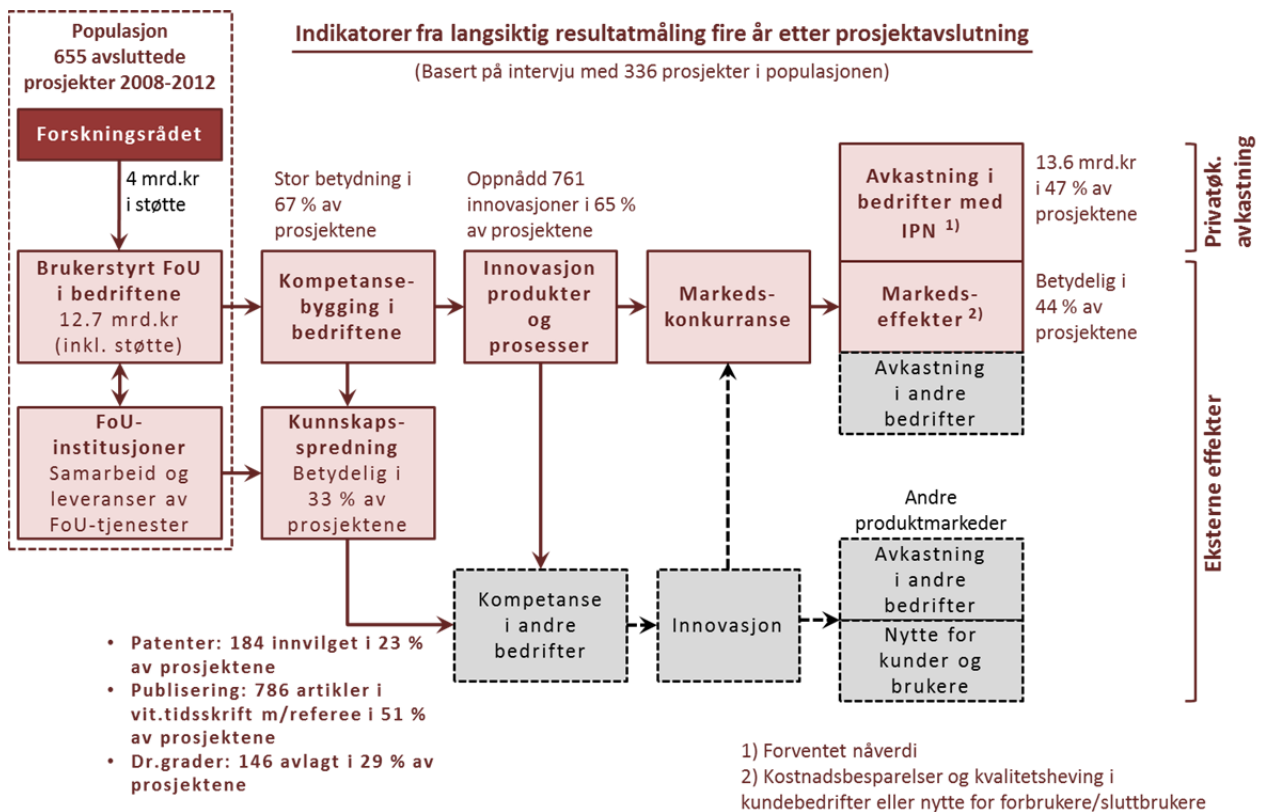 Populasjon
655 avsluttede
prosjekter 2008-2012
Indikatorer fra langsiktig resultatmåling fire år etter prosjektavslutning
(Basert på intervju med 336 prosjekter i populasjonen)
Forskningsrådet
4 mrd.kr
i støtte
Brukerstyrt FoU
i bedriftene
12.7 mrd.kr
(inkl. støtte)
FoU-
institusjoner
Samarbeid og
leveranser av
FoU-tjenester
Stor betydning i
67 % av
prosjektene
Kompetanse-
bygging i
bedriftene
Kunnskaps-
spredning
Betydelig i
33 % av
prosjektene
Oppnådd 761
innovasjoner i 65 %
av prosjektene
Innovasjon
produkter
og
prosesser
Markeds-
konkurranse
Avkastning i
bedrifter med
IPN 1)
13.6 mrd.kr
i 47 % av
prosjektene
Privatøk.
avkastning
Markeds-
effekter 2)
Betydelig i
44 % av
prosjektene
Avkastning
i andre
bedrifter
Eksterne effekter
Kompetanse
i andre
bedrifter
Innovasjon
Andre
produktmarkeder
Avkastning
i andre
bedrifter
Nytte for
kunder og
brukere
• Patenter: 184 innvilget i 23 %
av prosjektene
• Publisering: 786 artikler i
vit.tidsskrift m/referee i 51 %
av prosjektene
• Dr.grader: 146 avlagt i 29 % av
prosjektene
1) Forventet nåverdi
2) Kostnadsbesparelser og kvalitetsheving i
kundebedrifter eller nytte for forbrukere/sluttbrukere